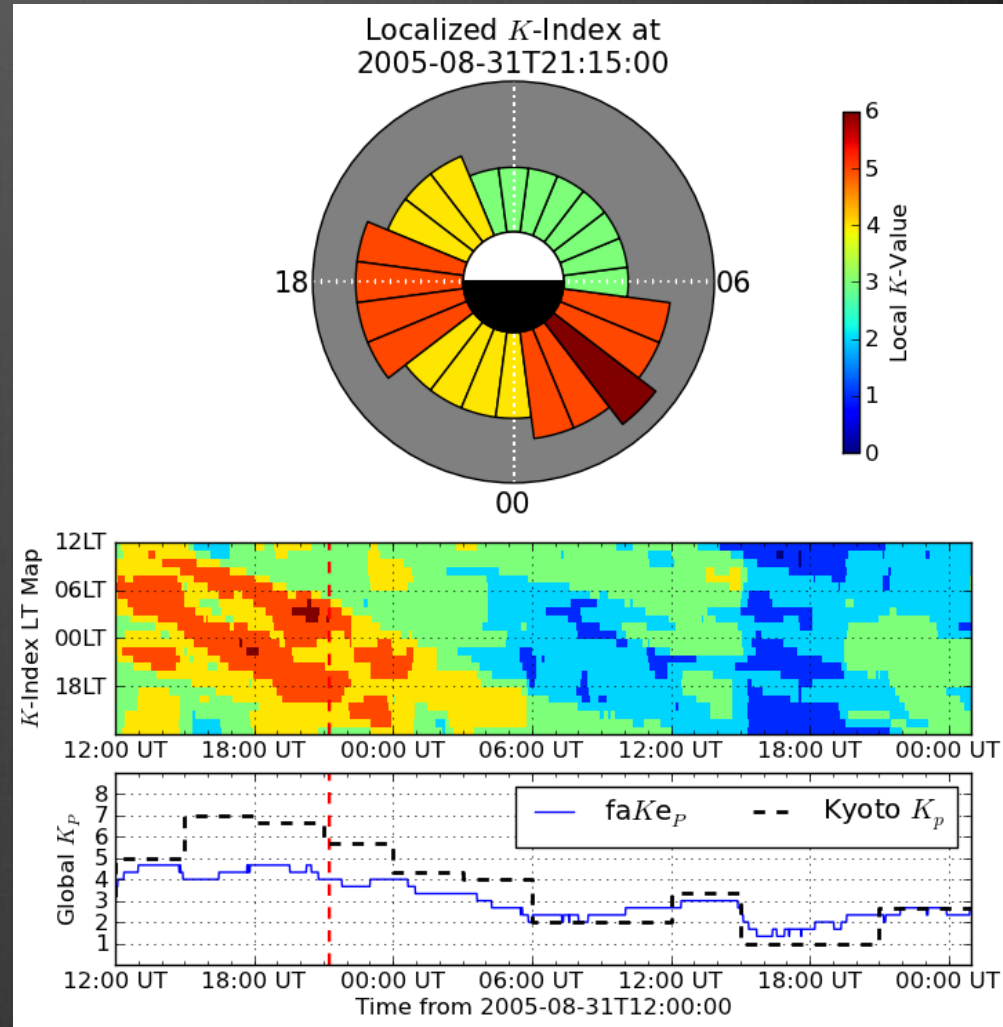 Localized K-Index at
2005-08-31T21:15:00
18
06
00
6
5
4
3
2
1
0
Local K-Value
12LT
06LT
00LT
18LT
K-Index LT Map
12:00 UT 18:00 UT 00:00 UT 06:00 UT 12:00 UT 18:00 UT 00:00 UT
8
7
6
5
4
3
2
1
Global K_P
faKe_P Kyoto K_p
12:00 UT 18:00 UT 00:00 UT 06:00 UT 12:00 UT 18:00 UT 00:00 UT
Time from 2005-08-31T12:00:00